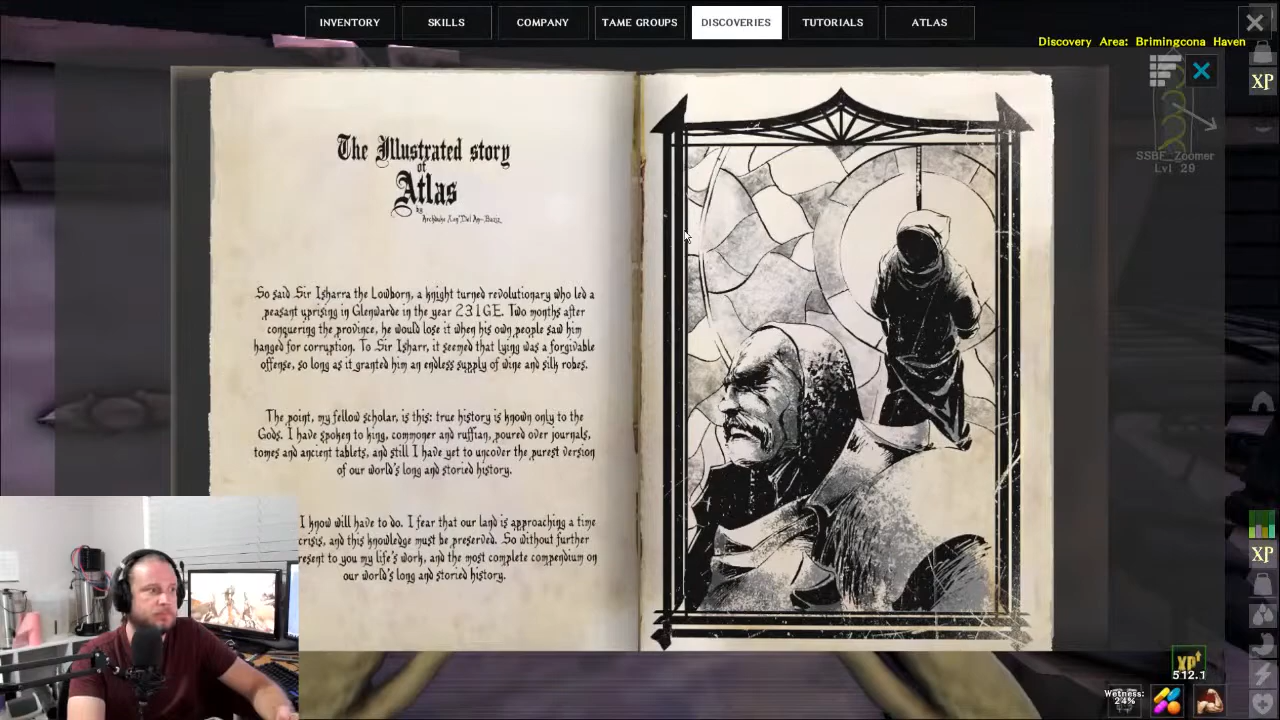 INVENTORY SKILLS COMPANY TAME GROUPS DISCOVERIES TUTORIALS ATLAS
Discovery Area: Brimingcona Haven
XP
SSBF_Zoomer
Lvl 29
The Illustrated story
of
Atlas
by
So said Sir Isharra the Lowborn, a knight turned revolutionary who led a
peasant uprising in Glenwarde in the year 231GE. Two months after
conquering the province, he would lose it when his own people saw him
hanged for corruption. To Sir Isharr, it seemed that lying was a forgivable
offense, so long as it granted him an endless supply of wine and silk robes.
The point, my fellow scholar, is this: true history is known only to the
Gods. I have spoken to king, commoner and ruffian, poured over journals,
tomes and ancient tablets, and still I have yet to uncover the purest version
of our world's long and storied history.
I know will have to do. I fear that our land is approaching a time
crisis, and this knowledge must be preserved. So without further
resent to you my life's work, and the most complete compendium on
our world's long and storied history.
XP
XP
512.1
Wetness:
24%